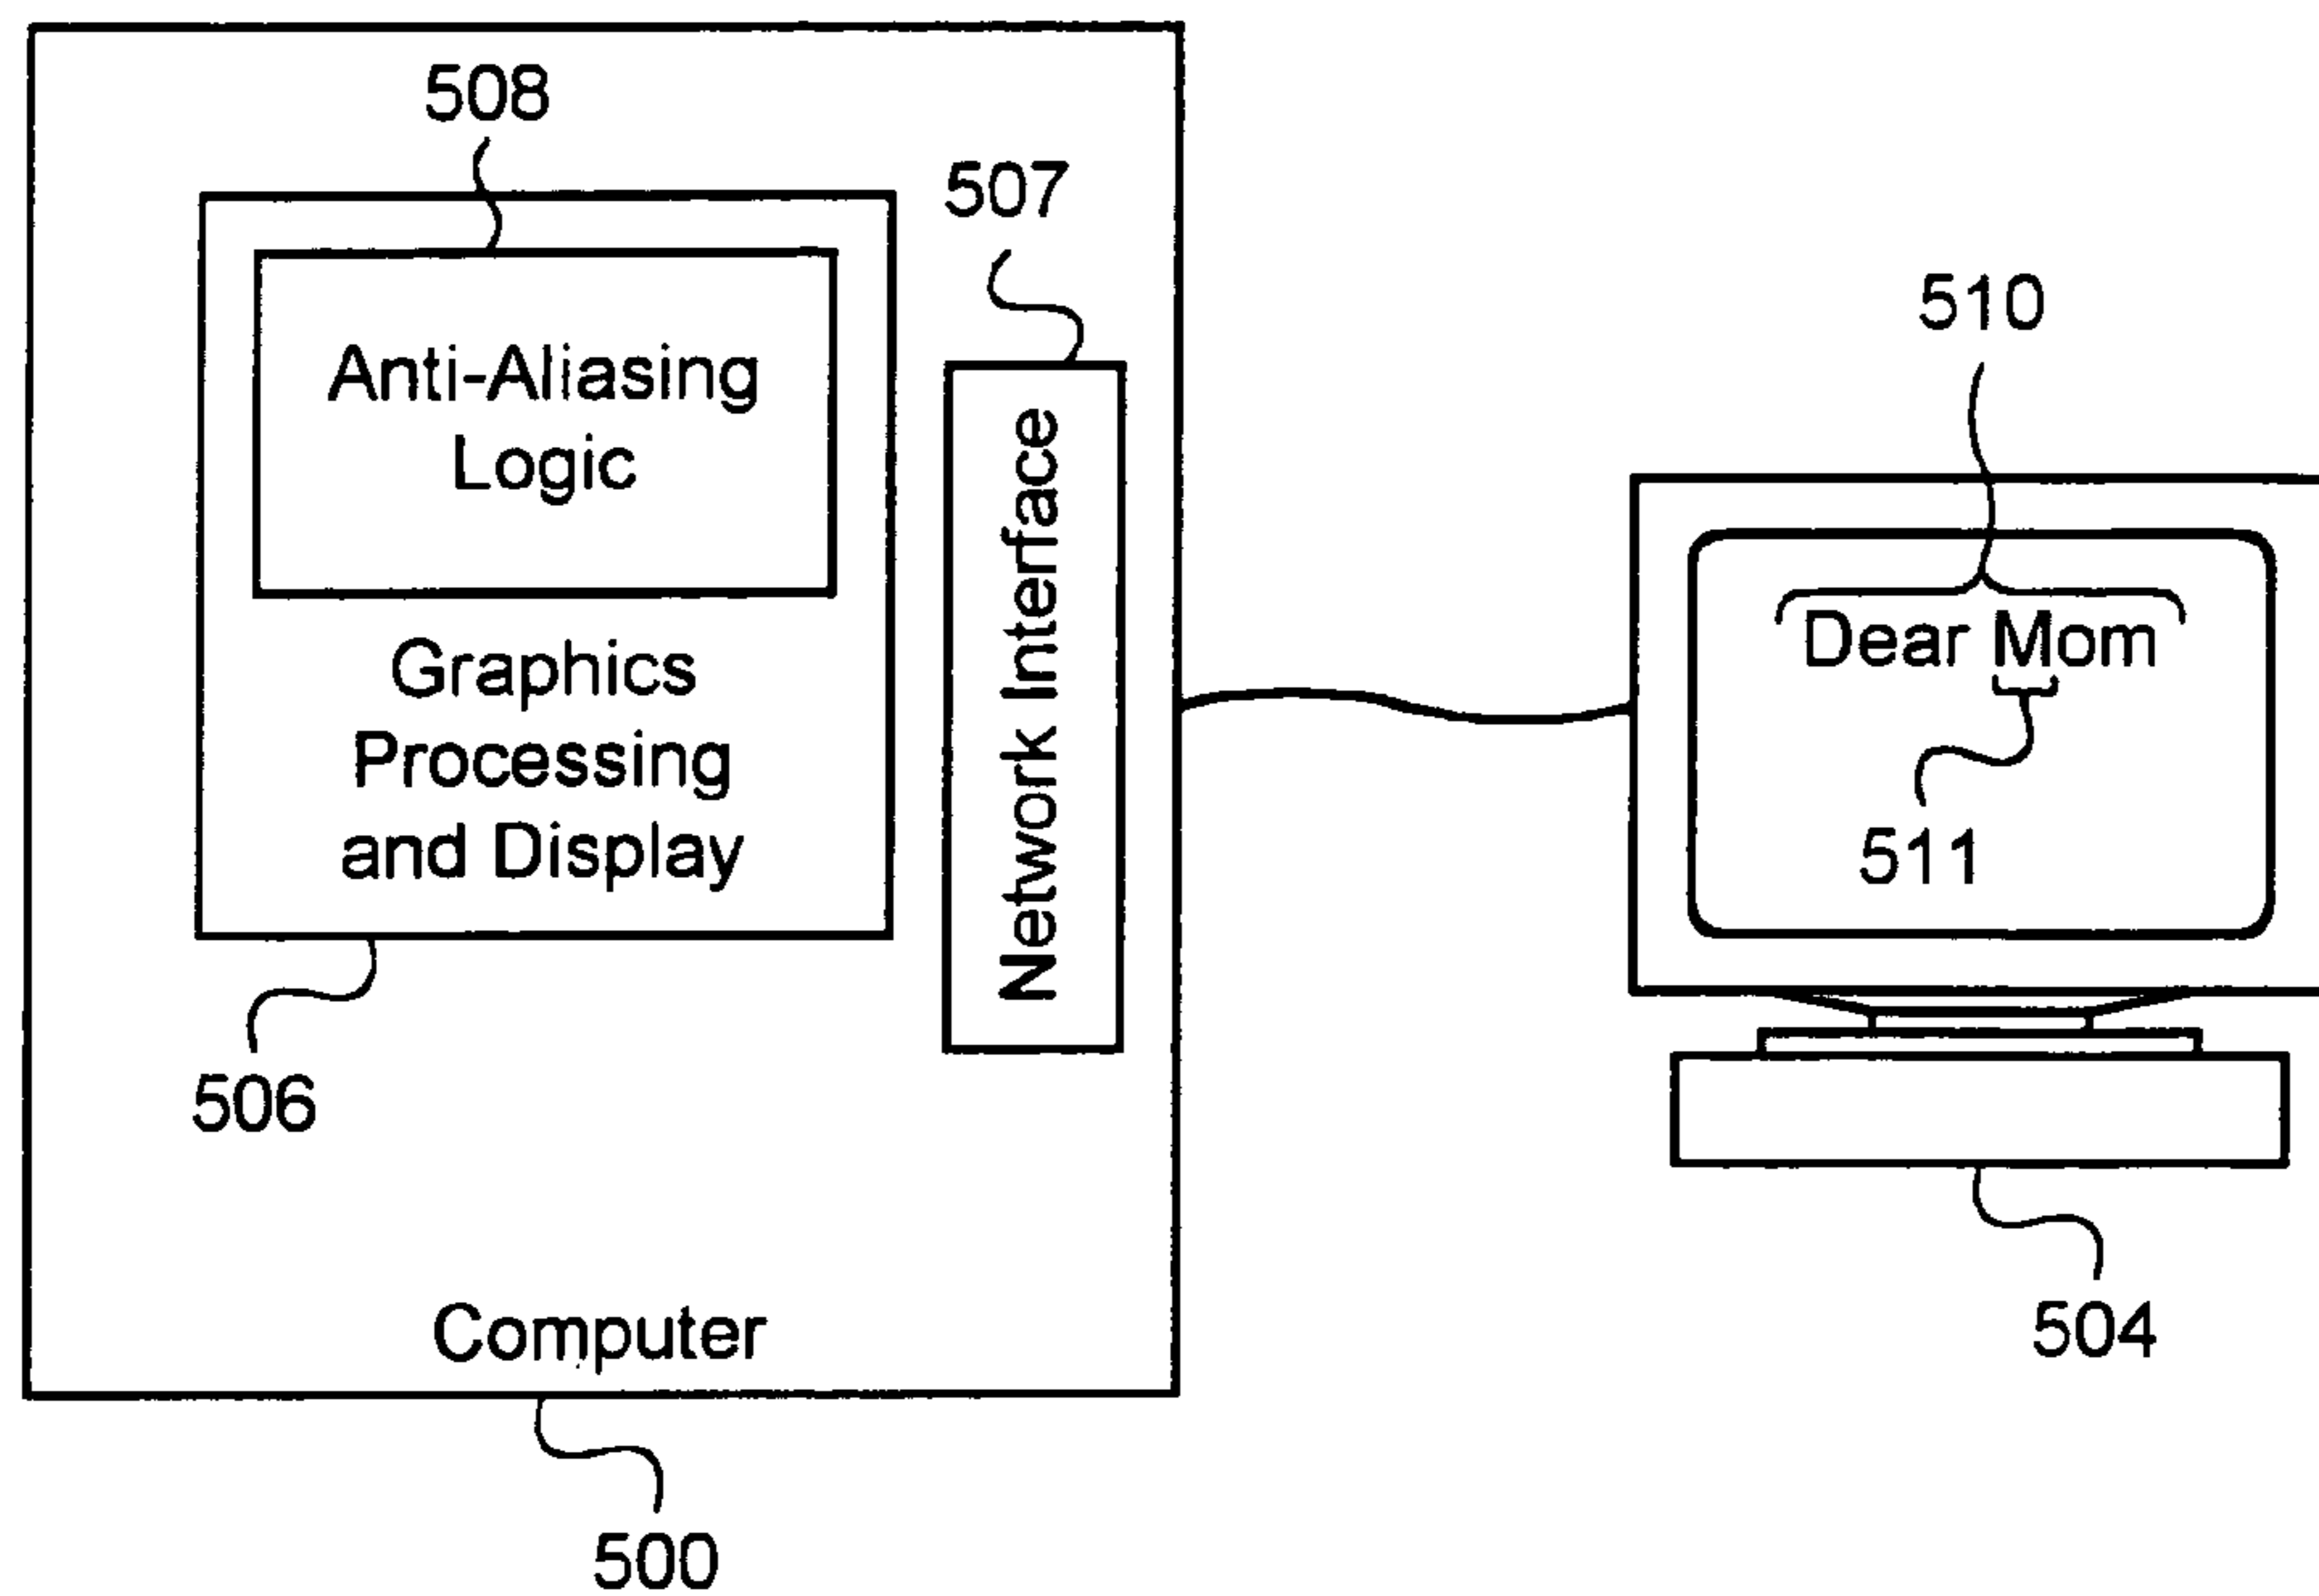 508
507
Anti-Aliasing
Logic
Graphics
Processing
and Display
Network Interface
506
Computer
500
510
Dear Mom
511
504